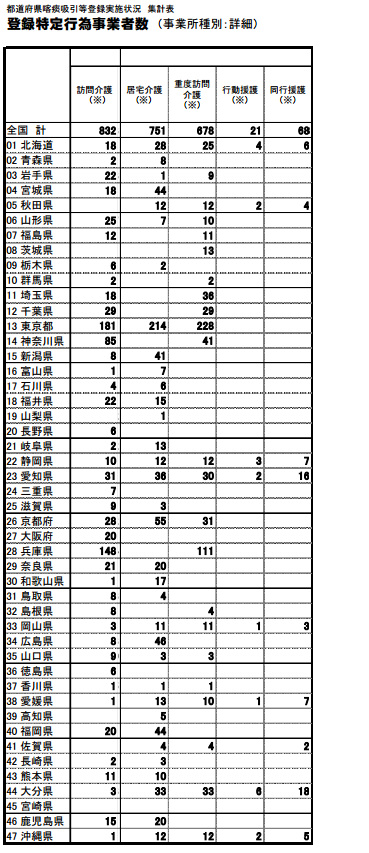 都道府県喀痰吸引等登録実施状況 集計表
登録特定行為事業者数 (事業所種別:詳細)
訪問介護(※) 居宅介護(※) 重度訪問介護(※) 行動援護(※) 同行援護(※)
全国 計 832 751 678 21 68
01 北海道 18 28 25 4 6
02 青森県 2 8
03 岩手県 22 1 9
04 宮城県 18 44
05 秋田県 12 12 2 4
06 山形県 25 7 10
07 福島県 12 11
08 茨城県 13
09 栃木県 6 2
10 群馬県 2 2
11 埼玉県 18 36
12 千葉県 29 29
13 東京都 181 214 228
14 神奈川県 85 41
15 新潟県 8 41
16 富山県 1 7
17 石川県 4 6
18 福井県 22 15
19 山梨県 1
20 長野県 6
21 岐阜県 2 13
22 静岡県 10 12 12 3 7
23 愛知県 31 36 30 2 16
24 三重県 7
25 滋賀県 9 3
26 京都府 28 55 31
27 大阪府 20
28 兵庫県 148 111
29 奈良県 21 20
30 和歌山県 1 17
31 鳥取県 8 4
32 島根県 8 4
33 岡山県 3 11 11 1 3
34 広島県 8 46
35 山口県 9 3 3
36 徳島県 6
37 香川県 1 1 1
38 愛媛県 1 13 10 1 7
39 高知県 5
40 福岡県 20 44
41 佐賀県 4 4 2
42 長崎県 2 3
43 熊本県 11 10
44 大分県 3 33 33 6 18
45 宮崎県
46 鹿児島県 15 20
47 沖縄県 1 12 12 2 5